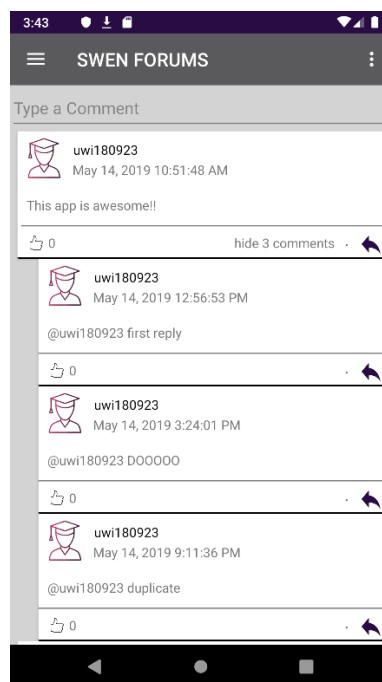 3:43
SWEN FORUMS
Type a Comment
uwi180923
May 14, 2019 10:51:48 AM
This app is awesome!!
0 hide 3 comments .
uwi180923
May 14, 2019 12:56:53 PM
@uwi180923 first reply
0 .
uwi180923
May 14, 2019 3:24:01 PM
@uwi180923 DOOOOO
0 .
uwi180923
May 14, 2019 9:11:36 PM
@uwi180923 duplicate
0 .